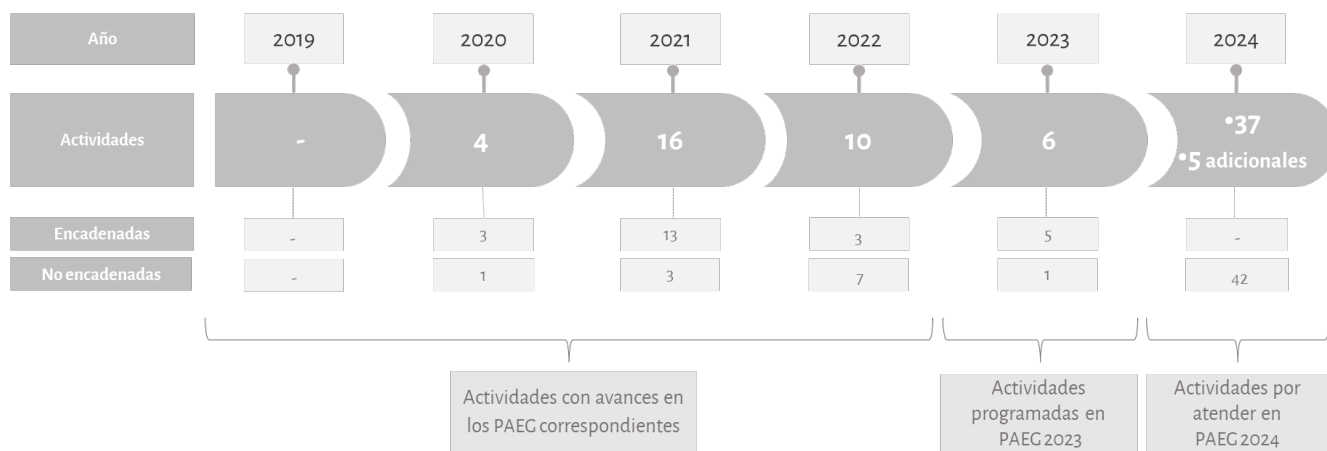 Año 2019 2020 2021 2022 2023 2024
Actividades - 4 16 10 6 •37
•5 adicionales
Encadenadas - 3 13 3 5 -
No encadenadas - 1 3 7 1 42
Actividades con avances en
los PAEG correspondientes
Actividades
programadas en
PAEG 2023
Actividades por
atender en
PAEG 2024